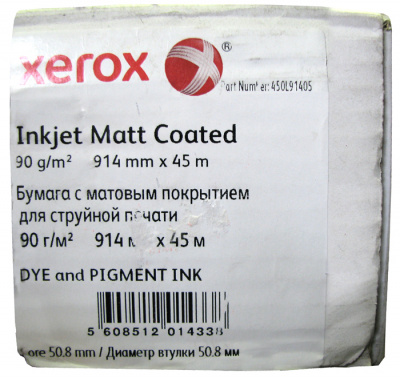 xerox ®
Part Number: 450L91405
Inkjet Matt Coated
90 g/m² 914 mm x 45 m
Бумага с матовым покрытием
для струйной печати
90 г/м² 914 м x 45 м
DYE and PIGMENT INK
5 608512 014338
ore 50.8 mm / Диаметр втулки 50.8 мм